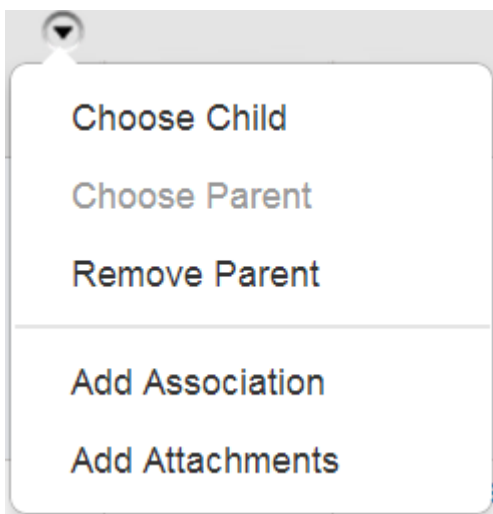 Choose Child
Choose Parent
Remove Parent
Add Association
Add Attachments